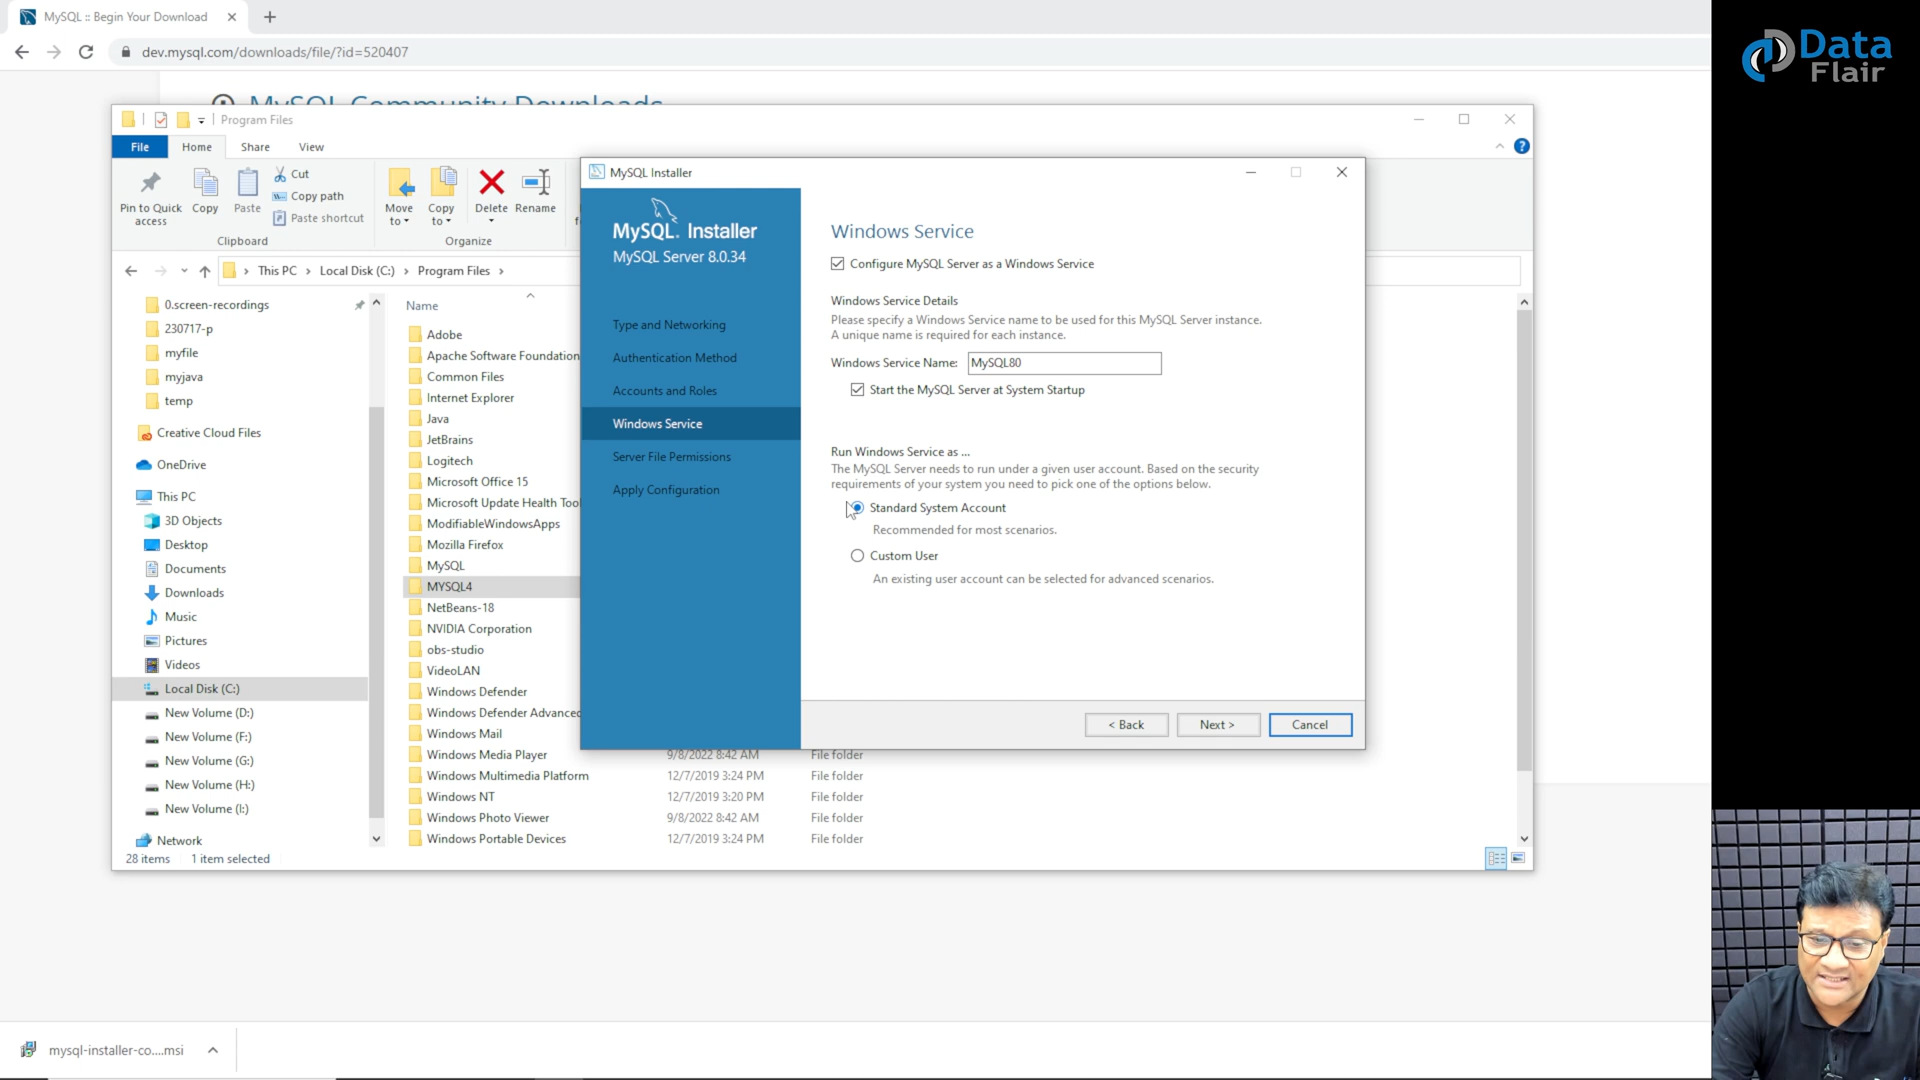 MySQL :: Begin Your Download
dev.mysql.com/downloads/file/?id=520407
Data
Flair
MySQL Community Downloads
Program Files
File
Home
Share
View
Pin to Quick
access
Copy
Paste
Cut
Copy path
Paste shortcut
Clipboard
Move
to
Copy
to
Delete
Rename
Organize
This PC
Local Disk (C:)
Program Files
0.screen-recordings
230717-p
myfile
myjava
temp
Creative Cloud Files
OneDrive
This PC
3D Objects
Desktop
Documents
Downloads
Music
Pictures
Videos
Local Disk (C:)
New Volume (D:)
New Volume (F:)
New Volume (G:)
New Volume (H:)
New Volume (I:)
Network
28 items
1 item selected
Name
Adobe
Apache Software Foundation
Common Files
Internet Explorer
Java
JetBrains
Logitech
Microsoft Office 15
Microsoft Update Health Tool
ModifiableWindowsApps
Mozilla Firefox
MySQL
MYSQL4
NetBeans-18
NVIDIA Corporation
obs-studio
VideoLAN
Windows Defender
Windows Defender Advanced
Windows Mail
Windows Media Player 9/8/2022 8:42 AM File folder
Windows Multimedia Platform 12/7/2019 3:24 PM File folder
Windows NT 12/7/2019 3:20 PM File folder
Windows Photo Viewer 9/8/2022 8:42 AM File folder
Windows Portable Devices 12/7/2019 3:24 PM File folder
MySQL Installer
MySQL. Installer
MySQL Server 8.0.34
Type and Networking
Authentication Method
Accounts and Roles
Windows Service
Server File Permissions
Apply Configuration
Windows Service
Configure MySQL Server as a Windows Service
Windows Service Details
Please specify a Windows Service name to be used for this MySQL Server instance.
A unique name is required for each instance.
Windows Service Name: MySQL80
Start the MySQL Server at System Startup
Run Windows Service as ...
The MySQL Server needs to run under a given user account. Based on the security
requirements of your system you need to pick one of the options below.
Standard System Account
Recommended for most scenarios.
Custom User
An existing user account can be selected for advanced scenarios.
< Back
Next >
Cancel
mysql-installer-co....msi